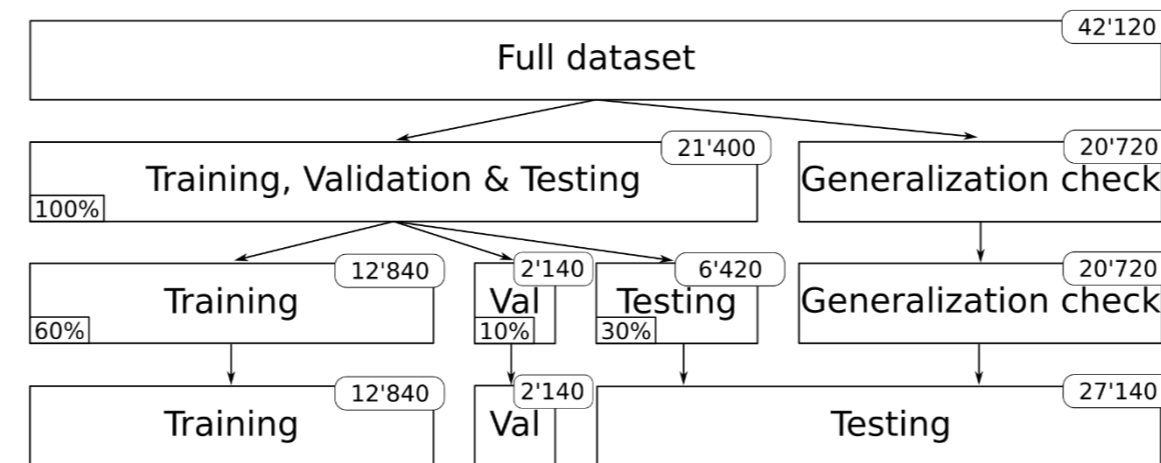 42'120
Full dataset
21'400
Training, Validation & Testing
100%
20'720
Generalization check
12'840
Training
60%
2'140
Val
10%
6'420
Testing
30%
20'720
Generalization check
12'840
Training
2'140
Val
27'140
Testing